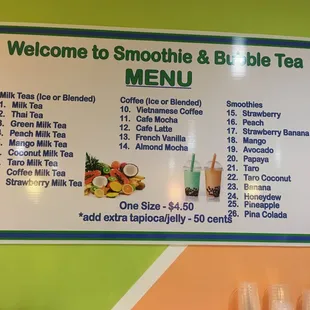 Welcome to Smoothie & Bubble Tea
MENU
Milk Teas (Ice or Blended)
1. Milk Tea
2. Thai Tea
3. Green Milk Tea
4. Peach Milk Tea
Mango Milk Tea
Coconut Milk Tea
Taro Milk Tea
Coffee Milk Tea
Strawberry Milk Tea
Coffee (Ice or Blended)
10. Vietnamese Coffee
11. Cafe Mocha
12. Cafe Latte
13. French Vanilla
14. Almond Mocha
Smoothies
15. Strawberry
16. Peach
17. Strawberry Banana
18. Mango
19. Avocado
20. Papaya
21. Taro
22. Taro Coconut
23. Banana
24. Honeydew
25. Pineapple
26. Pina Colada
One Size - $4.50
*add extra tapioca/jelly - 50 cents